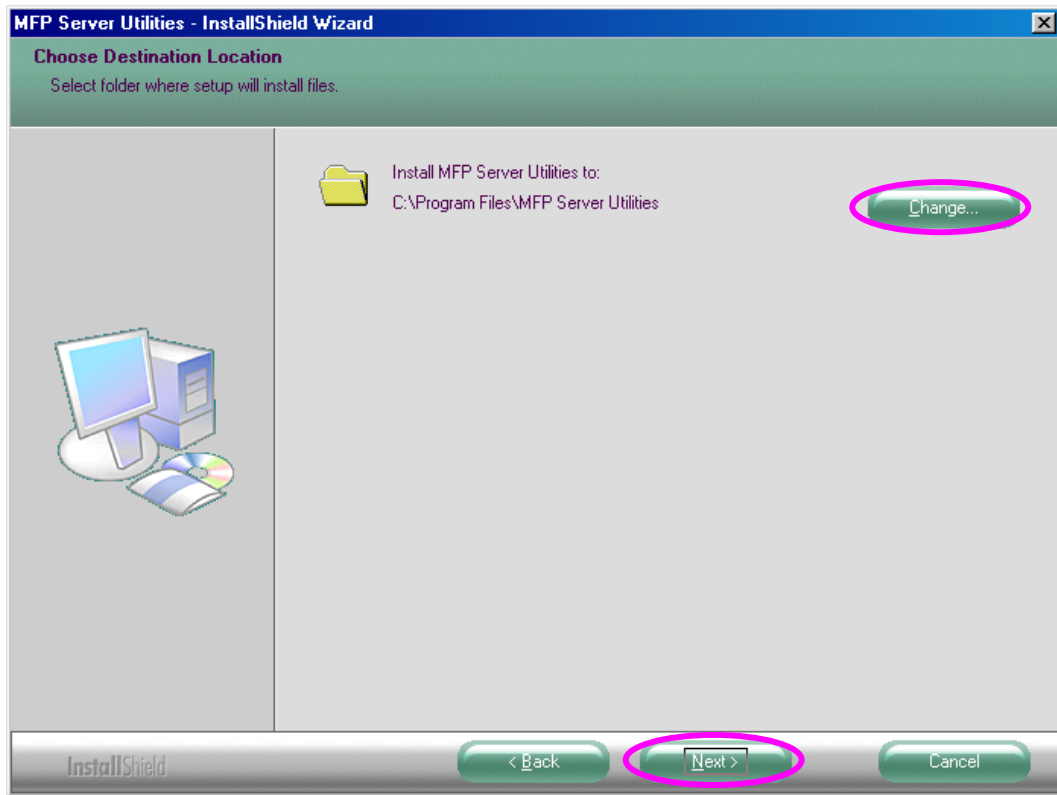 MFP Server Utilities - InstallShield Wizard
Choose Destination Location
Select folder where setup will install files.
Install MFP Server Utilities to:
C:\Program Files\MFP Server Utilities
Change...
InstallShield
< Back
Next >
Cancel